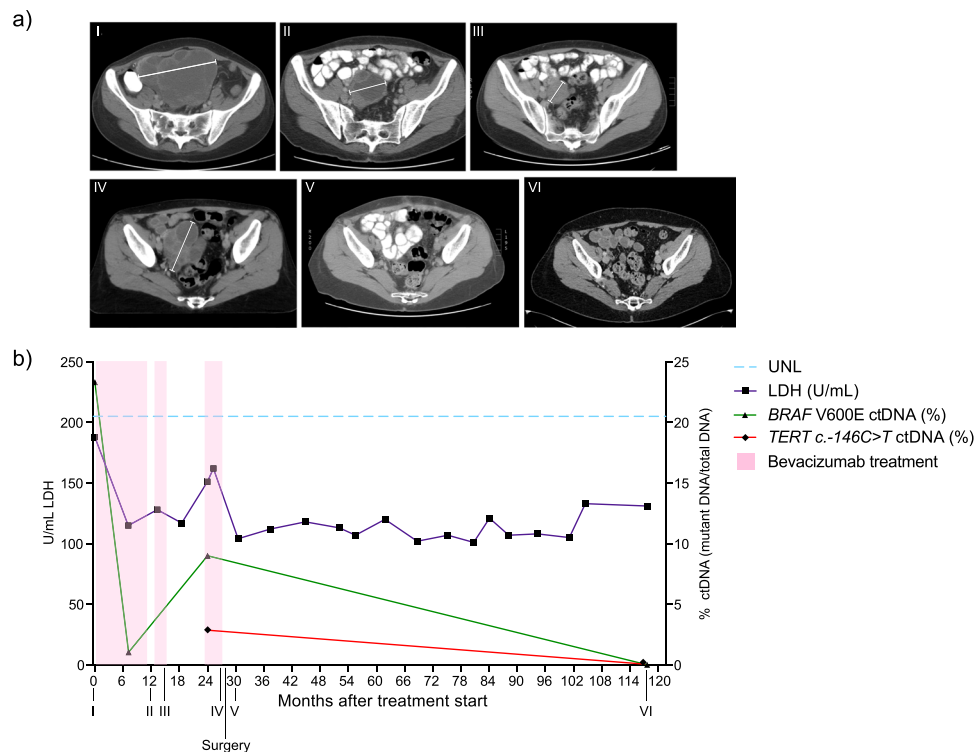 a)
I
II
III
IV
V
VI
b)
250
200
150
100
50
0
U/mL LDH
25
20
15
10
5
0
% ctDNA (mutant DNA/total DNA)
UNL
LDH (U/mL)
BRAF V600E ctDNA (%)
TERT c.-146C>T ctDNA (%)
Bevacizumab treatment
0 6 12 18 24 30 36 42 48 54 60 66 72 78 84 90 96 102 108 114 120
Months after treatment start
I II III IV V VI
Surgery